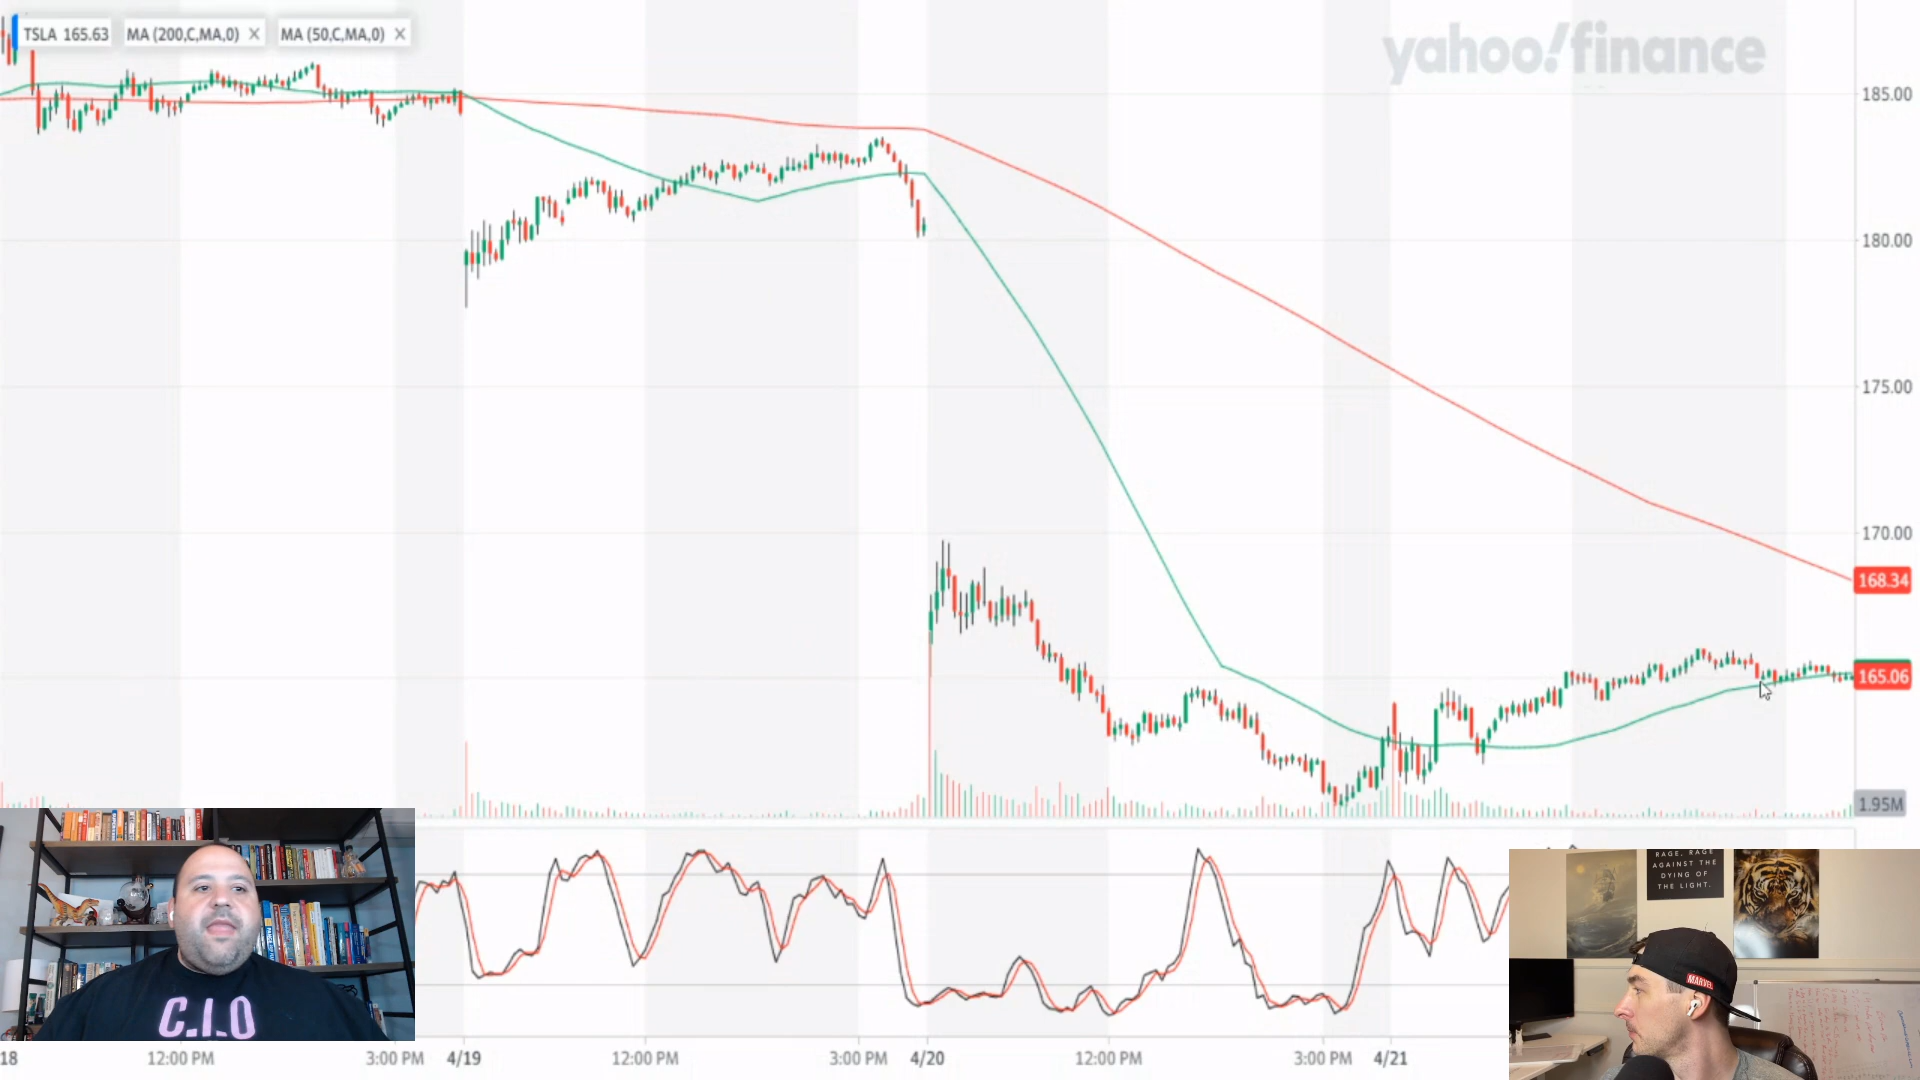 TSLA 165.63 MA (200,C,MA,0) × MA (50,C,MA,0) ×
yahoo!finance
185.00
180.00
175.00
170.00
168.34
165.06
1.95M
C.I.O
RAGE, RAGE
AGAINST THE
DYING OF
THE LIGHT.
MARVEL
18 12:00 PM 3:00 PM 4/19 12:00 PM 3:00 PM 4/20 12:00 PM 3:00 PM 4/21